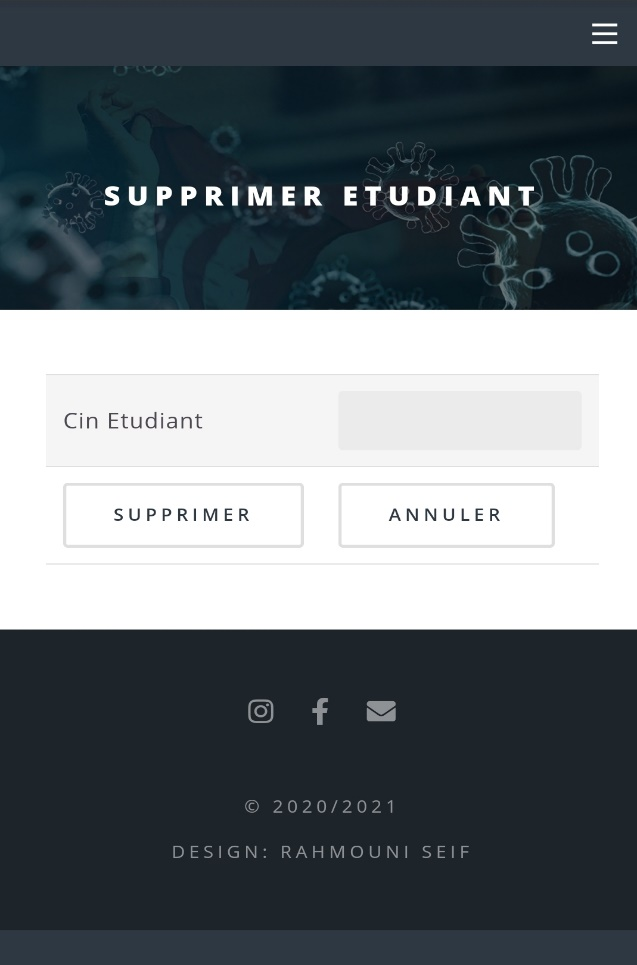 SUPPRIMER ETUDIANT
Cin Etudiant
SUPPRIMER
ANNULER
© 2020/2021
DESIGN: RAHMOUNI SEIF